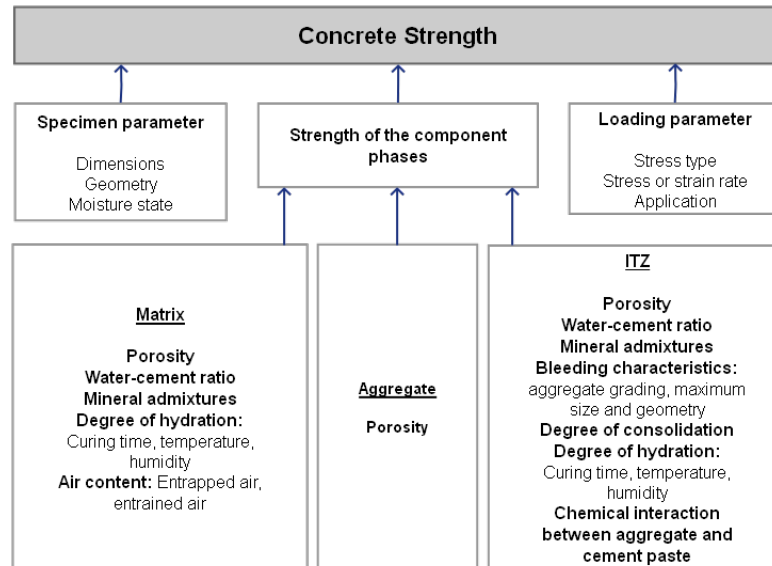 Concrete Strength
Specimen parameter
Dimensions
Geometry
Moisture state
Strength of the component
phases
Loading parameter
Stress type
Stress or strain rate
Application
Matrix
Porosity
Water-cement ratio
Mineral admixtures
Degree of hydration:
Curing time, temperature,
humidity
Air content: Entrapped air,
entrained air
Aggregate
Porosity
ITZ
Porosity
Water-cement ratio
Mineral admixtures
Bleeding characteristics:
aggregate grading, maximum
size and geometry
Degree of consolidation
Degree of hydration:
Curing time, temperature,
humidity
Chemical interaction
between aggregate and
cement paste